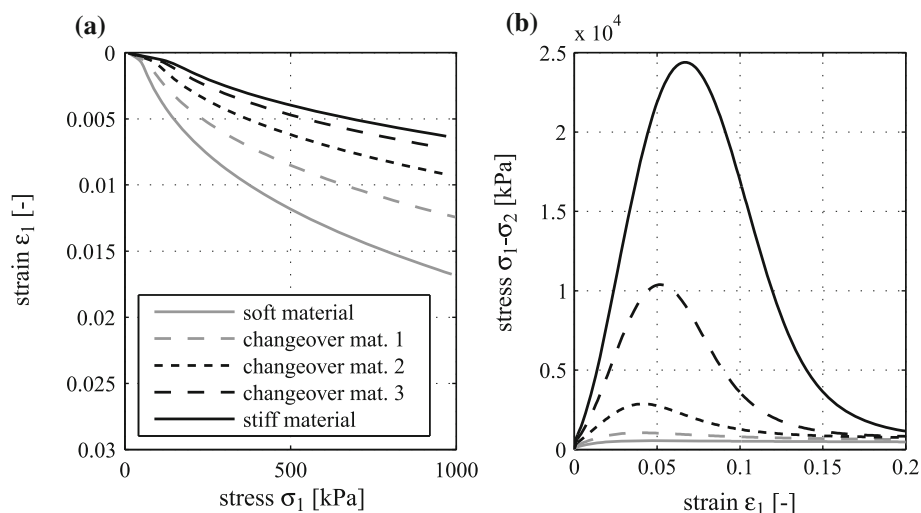 (a)
0
0.005
0.01
0.015
0.02
0.025
0.03
strain ε₁ [-]
soft material
changeover mat. 1
changeover mat. 2
changeover mat. 3
stiff material
0 500 1000
stress σ₁ [kPa]
(b)
x 10⁴
2.5
2
1.5
1
0.5
0
stress σ₁-σ₂ [kPa]
0 0.05 0.1 0.15 0.2
strain ε₁ [-]